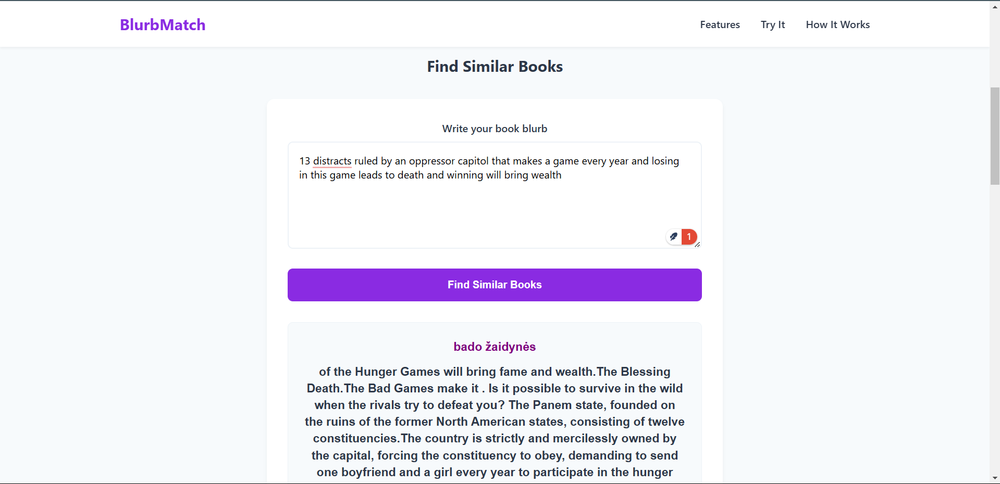 BlurbMatch
Features
Try It
How It Works
Find Similar Books
Write your book blurb
13 distracts ruled by an oppressor capitol that makes a game every year and losing
in this game leads to death and winning will bring wealth
1
Find Similar Books
bado žaidynės
of the Hunger Games will bring fame and wealth.The Blessing
Death.The Bad Games make it . Is it possible to survive in the wild
when the rivals try to defeat you? The Panem state, founded on
the ruins of the former North American states, consisting of twelve
constituencies.The country is strictly and mercilessly owned by
the capital, forcing the constituency to obey, demanding to send
one boyfriend and a girl every year to participate in the hunger